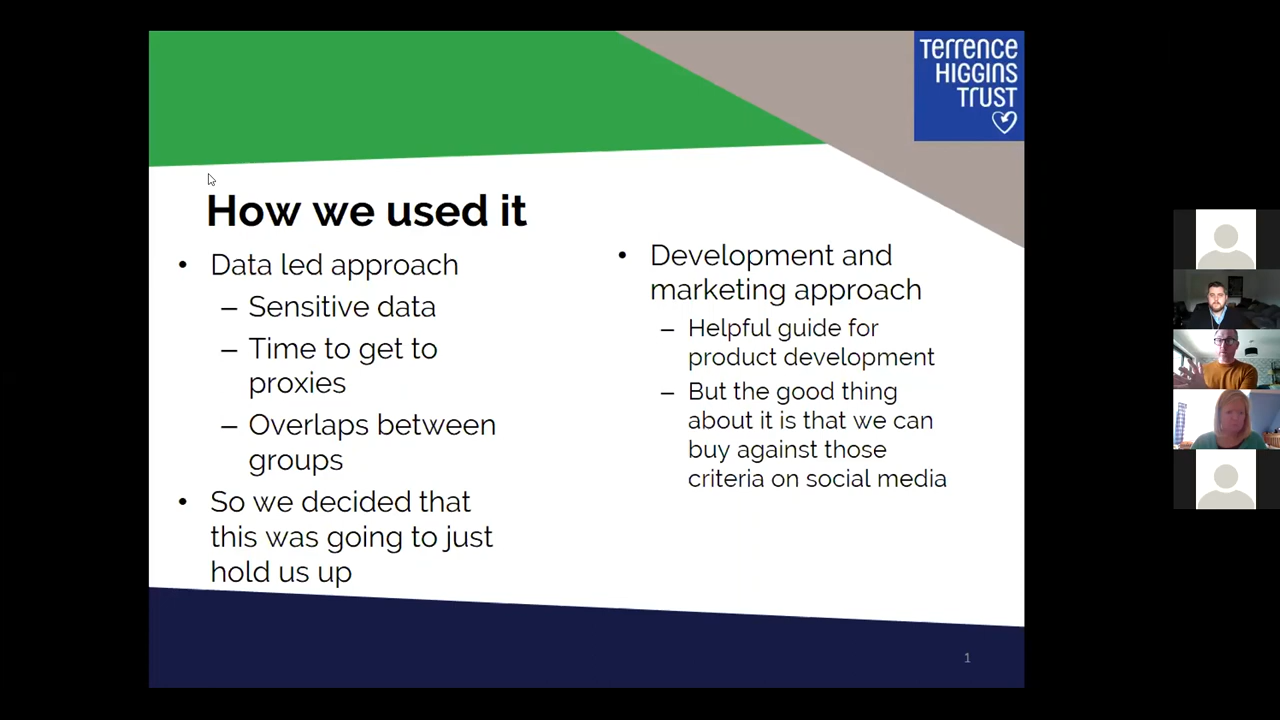 Terrence
HIGGINS
TrusT
How we used it
• Data led approach
– Sensitive data
– Time to get to
proxies
– Overlaps between
groups
• So we decided that
this was going to just
hold us up
• Development and
marketing approach
– Helpful guide for
product development
– But the good thing
about it is that we can
buy against those
criteria on social media
1